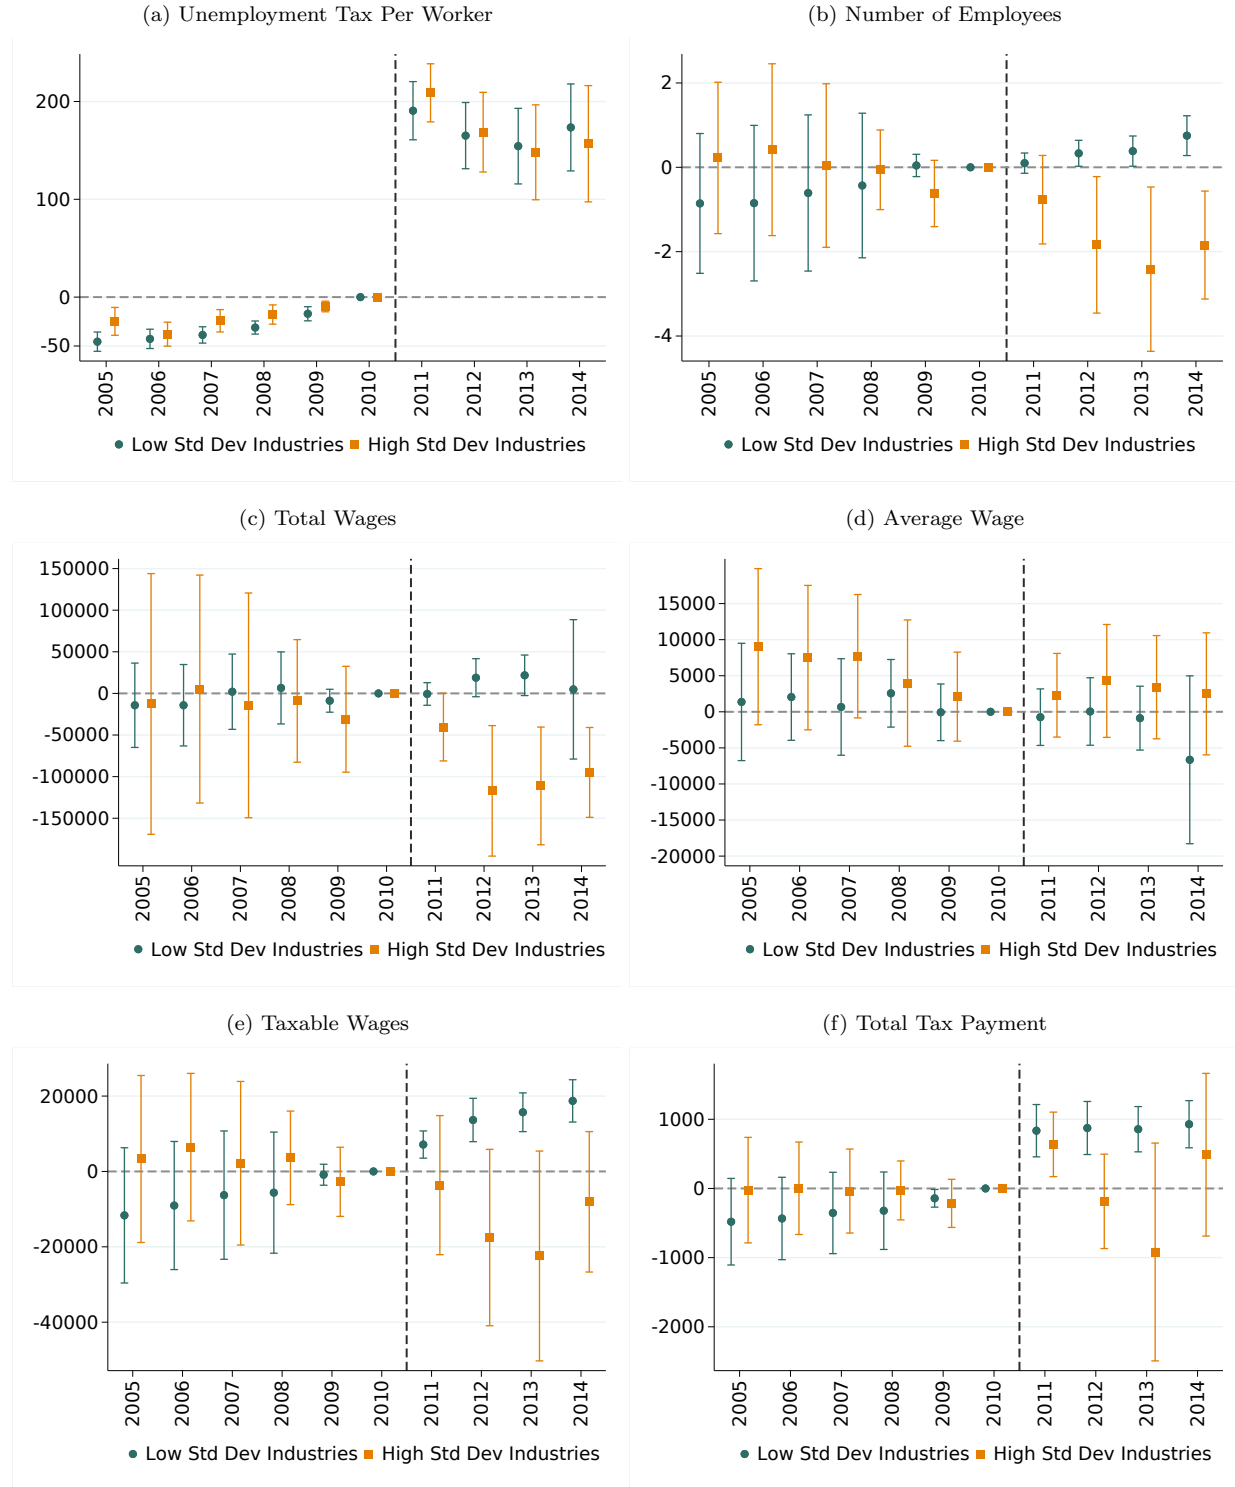 (a) Unemployment Tax Per Worker
200
100
0
-50
2005 2006 2007 2008 2009 2010 2011 2012 2013 2014
Low Std Dev Industries High Std Dev Industries
(b) Number of Employees
2
0
-2
-4
2005 2006 2007 2008 2009 2010 2011 2012 2013 2014
Low Std Dev Industries High Std Dev Industries
(c) Total Wages
150000
100000
50000
0
-50000
-100000
-150000
2005 2006 2007 2008 2009 2010 2011 2012 2013 2014
Low Std Dev Industries High Std Dev Industries
(d) Average Wage
15000
10000
5000
0
-5000
-10000
-15000
-20000
2005 2006 2007 2008 2009 2010 2011 2012 2013 2014
Low Std Dev Industries High Std Dev Industries
(e) Taxable Wages
20000
0
-20000
-40000
2005 2006 2007 2008 2009 2010 2011 2012 2013 2014
Low Std Dev Industries High Std Dev Industries
(f) Total Tax Payment
1000
0
-1000
-2000
2005 2006 2007 2008 2009 2010 2011 2012 2013 2014
Low Std Dev Industries High Std Dev Industries